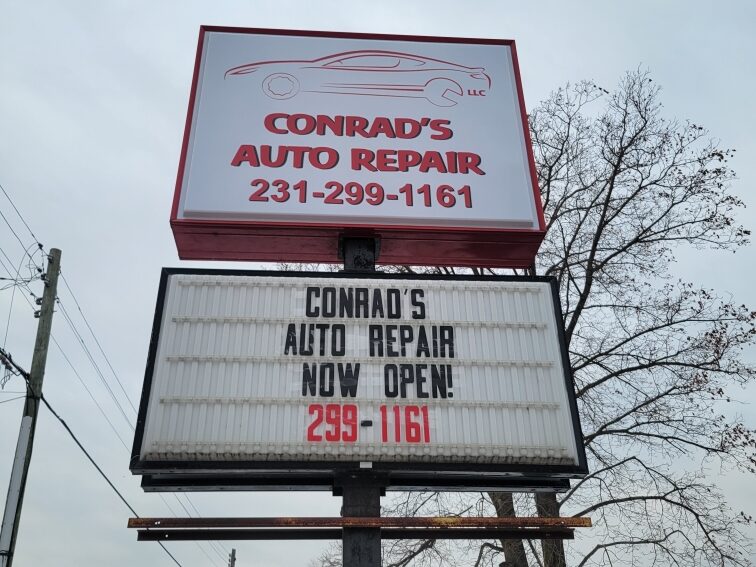 LLC
CONRAD'S
AUTO REPAIR
231-299-1161
CONRAD'S
AUTO REPAIR
NOW OPEN!
299-1161